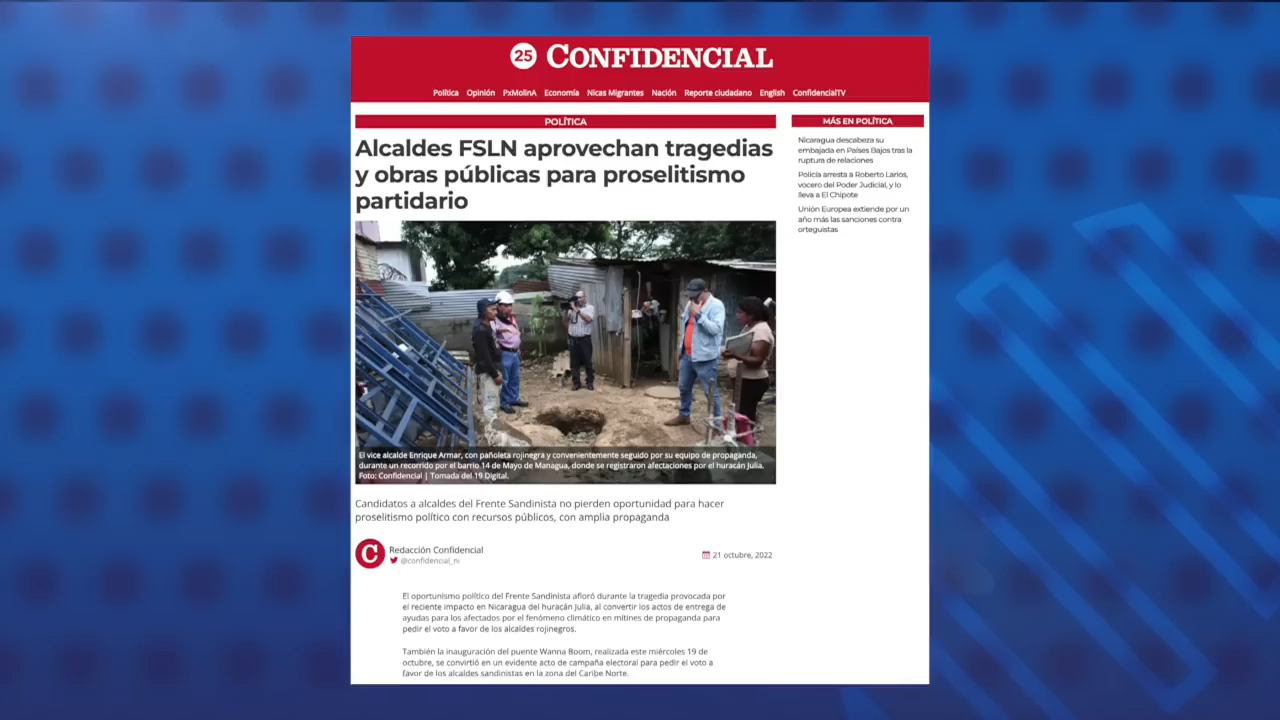 25 CONFIDENCIAL
Política Opinión PxMolinA Economía Nicas Migrantes Nación Reporte ciudadano English ConfidencialTV
POLÍTICA
Alcaldes FSLN aprovechan tragedias
y obras públicas para proselitismo
partidario
El vice alcalde Enrique Armar, con pañoleta rojinegra y convenientemente seguido por su equipo de propaganda,
durante un recorrido por el barrio 14 de Mayo de Managua, donde se registraron afectaciones por el huracán Julia.
Foto: Confidencial | Tomada del 19 Digital.
Candidatos a alcaldes del Frente Sandinista no pierden oportunidad para hacer
proselitismo político con recursos públicos, con amplia propaganda
C
Redacción Confidencial
@confidencial_ni
21 octubre, 2022
El oportunismo político del Frente Sandinista afloró durante la tragedia provocada por
el reciente impacto en Nicaragua del huracán Julia, al convertir los actos de entrega de
ayudas para los afectados por el fenómeno climático en mítines de propaganda para
pedir el voto a favor de los alcaldes rojinegros.
También la inauguración del puente Wanna Boom, realizada este miércoles 19 de
octubre, se convirtió en un evidente acto de campaña electoral para pedir el voto a
favor de los alcaldes sandinistas en la zona del Caribe Norte.
MÁS EN POLÍTICA
Nicaragua descabeza su
embajada en Países Bajos tras la
ruptura de relaciones
Policía arresta a Roberto Larios,
vocero del Poder Judicial, y lo
lleva a El Chipote
Unión Europea extiende por un
año más las sanciones contra
orteguistas